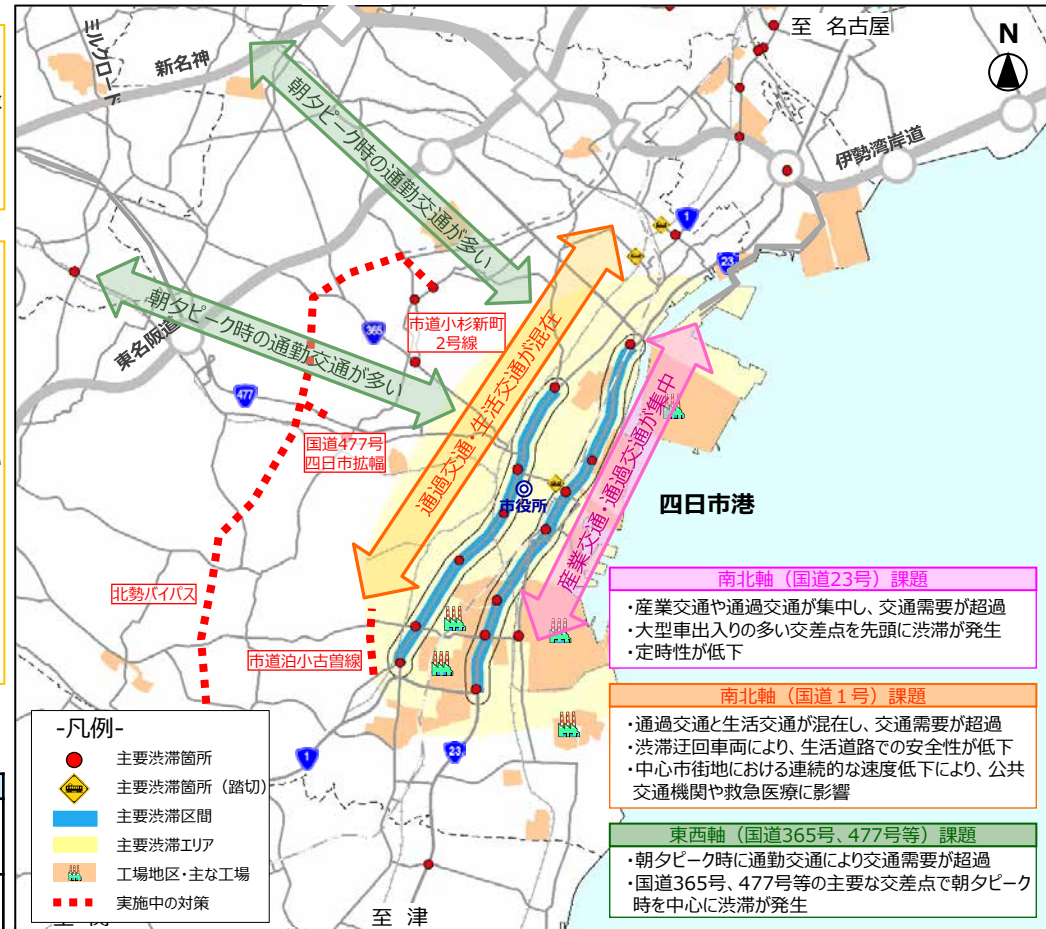 至 名古屋
N
ミルクロード
新名神
伊勢湾岸道
朝夕ピーク時の通勤交通が多い
1
23
朝夕ピーク時の通勤交通が多い
365
市道小杉新町
2号線
東名阪道
477
通過交通・生活交通が混在
産業交通・通過交通が集中
国道477号
四日市拡幅
市役所
四日市港
北勢バイパス
市道泊小古曽線
南北軸（国道23号）課題
・産業交通や通過交通が集中し、交通需要が超過
・大型車出入りの多い交差点を先頭に渋滞が発生
・定時性が低下
南北軸（国道１号）課題
・通過交通と生活交通が混在し、交通需要が超過
・渋滞迂回車両により、生活道路での安全性が低下
・中心市街地における連続的な速度低下により、公共
交通機関や救急医療に影響
東西軸（国道365号、477号等）課題
・朝夕ピーク時に通勤交通により交通需要が超過
・国道365号、477号等の主要な交差点で朝夕ピーク
時を中心に渋滞が発生
-凡例-
主要渋滞箇所
主要渋滞箇所（踏切）
主要渋滞区間
主要渋滞エリア
工場地区・主な工場
実施中の対策
1
23
至 津